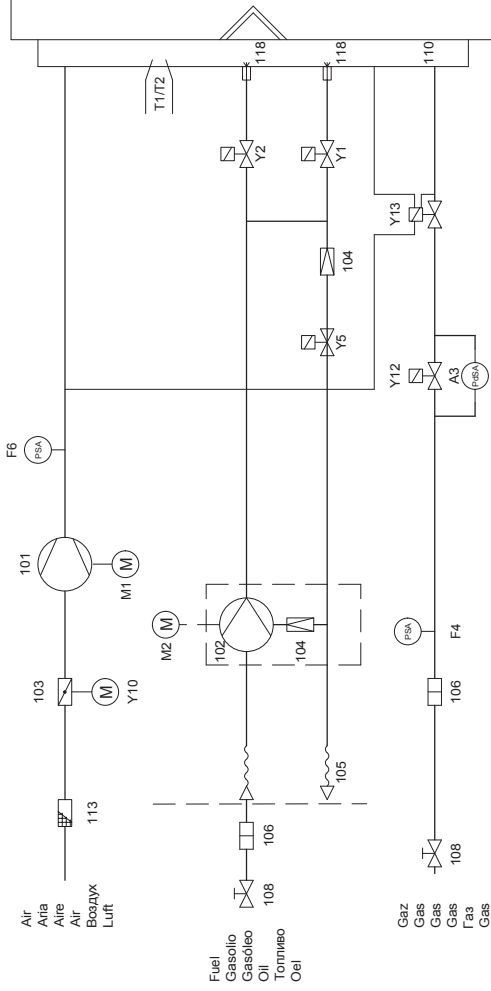 Air
Aria
Aire
Air
Воздух
Luft
113
103
Y10
M
101
M1
M
F6
PSA
T1/T2
Fuel
Gasolio
Gasóleo
Oil
Топливо
Oel
108
106
105
M2
M
102
104
Y5
104
Y2
Y1
118
118
Gaz
Gas
Gas
Gas
Газ
Gas
108
106
PSA
F4
Y12
A3
PdSA
Y13
110